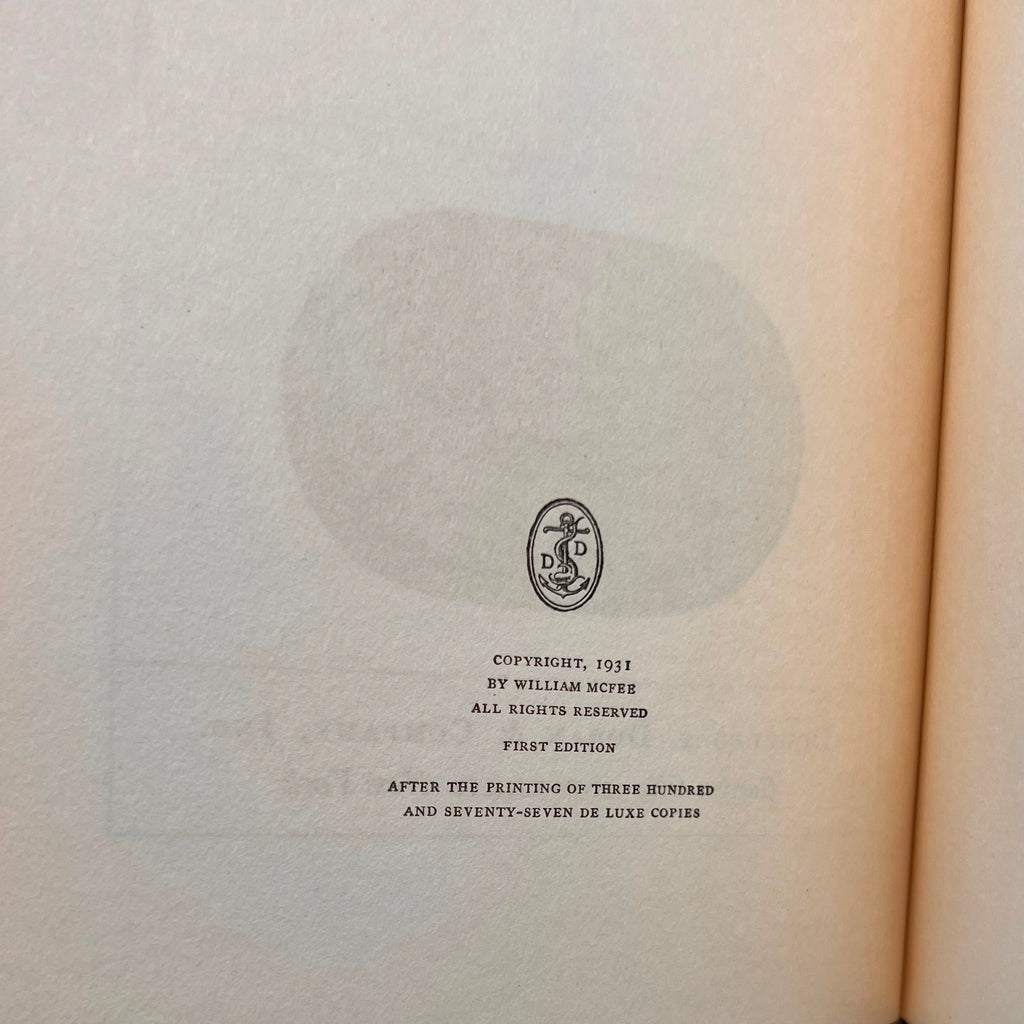 D D
COPYRIGHT, 1931
BY WILLIAM MCFEE
ALL RIGHTS RESERVED
FIRST EDITION
AFTER THE PRINTING OF THREE HUNDRED
AND SEVENTY-SEVEN DE LUXE COPIES